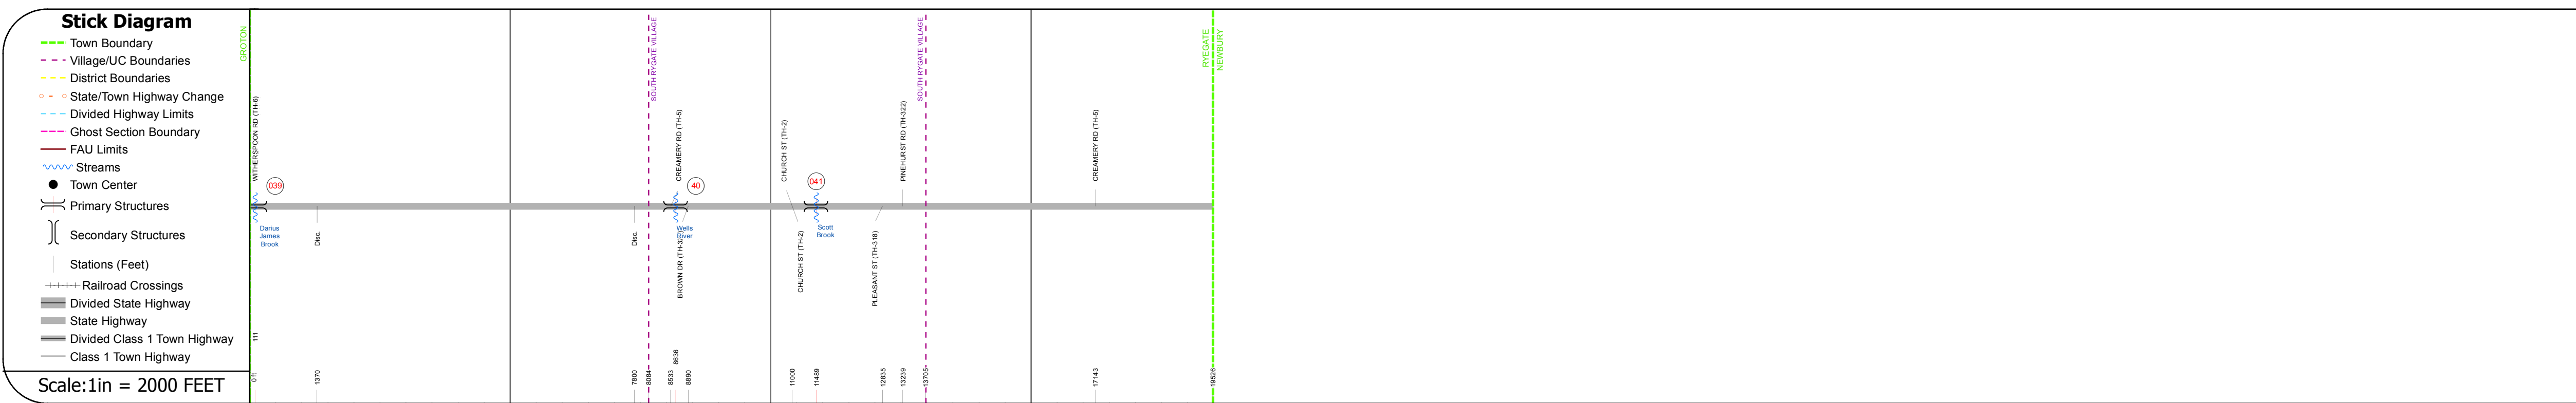 Stick Diagram
Town Boundary
Village/UC Boundaries
District Boundaries
State/Town Highway Change
Divided Highway Limits
Ghost Section Boundary
FAU Limits
Streams
Town Center
Primary Structures
Secondary Structures
Stations (Feet)
Railroad Crossings
Divided State Highway
State Highway
Divided Class 1 Town Highway
Class 1 Town Highway
Scale:1in = 2000 FEET
GROTON
SOUTH RYGATE VILLAGE
SOUTH RYGATE VILLAGE
RYEGATE
NEWBURY
WITHERSPOON RD (TH-6)
CREAMERY RD (TH-5)
CHURCH ST (TH-2)
PINEHURST RD (TH-322)
CREAMERY RD (TH-5)
039
40
041
Darius
James
Brook
Disc.
Disc.
Wells
River
BROWN DR
Scott
Brook
CHURCH ST (TH-2)
PLEASANT ST (TH-318)
0 ft
111
1370
7800
8084
8533
8636
8890
11000
11489
12835
13239
13705
17143
19526